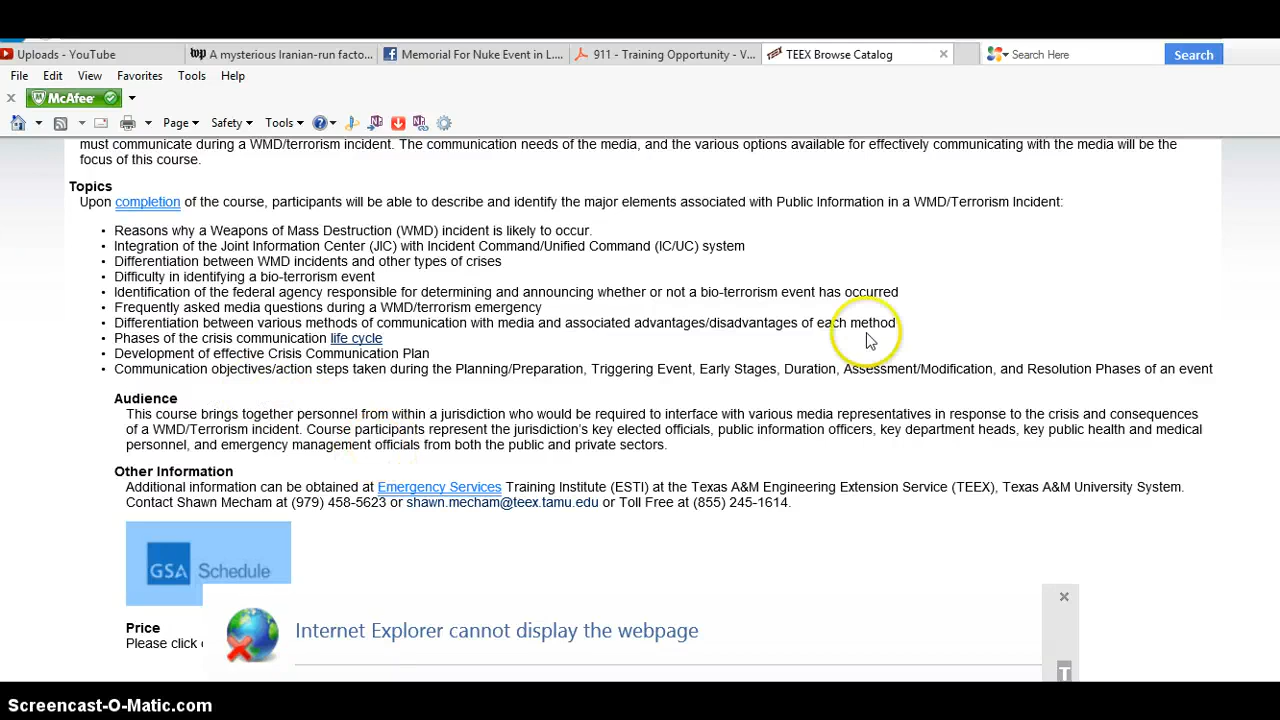 Uploads - YouTube
A mysterious Iranian-run facto...
Memorial For Nuke Event in L....
911 - Training Opportunity - V...
TEEX Browse Catalog
Search Here
Search
File Edit View Favorites Tools Help
McAfee
Page Safety Tools
must communicate during a WMD/terrorism incident. The communication needs of the media, and the various options available for effectively communicating with the media will be the
focus of this course.
Topics
Upon completion of the course, participants will be able to describe and identify the major elements associated with Public Information in a WMD/Terrorism Incident:
• Reasons why a Weapons of Mass Destruction (WMD) incident is likely to occur.
• Integration of the Joint Information Center (JIC) with Incident Command/Unified Command (IC/UC) system
• Differentiation between WMD incidents and other types of crises
• Difficulty in identifying a bio-terrorism event
• Identification of the federal agency responsible for determining and announcing whether or not a bio-terrorism event has occurred
• Frequently asked media questions during a WMD/terrorism emergency
• Differentiation between various methods of communication with media and associated advantages/disadvantages of each method
• Phases of the crisis communication life cycle
• Development of effective Crisis Communication Plan
• Communication objectives/action steps taken during the Planning/Preparation, Triggering Event, Early Stages, Duration, Assessment/Modification, and Resolution Phases of an event
Audience
This course brings together personnel from within a jurisdiction who would be required to interface with various media representatives in response to the crisis and consequences
of a WMD/Terrorism incident. Course participants represent the jurisdiction's key elected officials, public information officers, key department heads, key public health and medical
personnel, and emergency management officials from both the public and private sectors.
Other Information
Additional information can be obtained at Emergency Services Training Institute (ESTI) at the Texas A&M Engineering Extension Service (TEEX), Texas A&M University System.
Contact Shawn Mecham at (979) 458-5623 or shawn.mecham@teex.tamu.edu or Toll Free at (855) 245-1614.
GSA Schedule
Internet Explorer cannot display the webpage
Price
Please click
T
Screencast-O-Matic.com